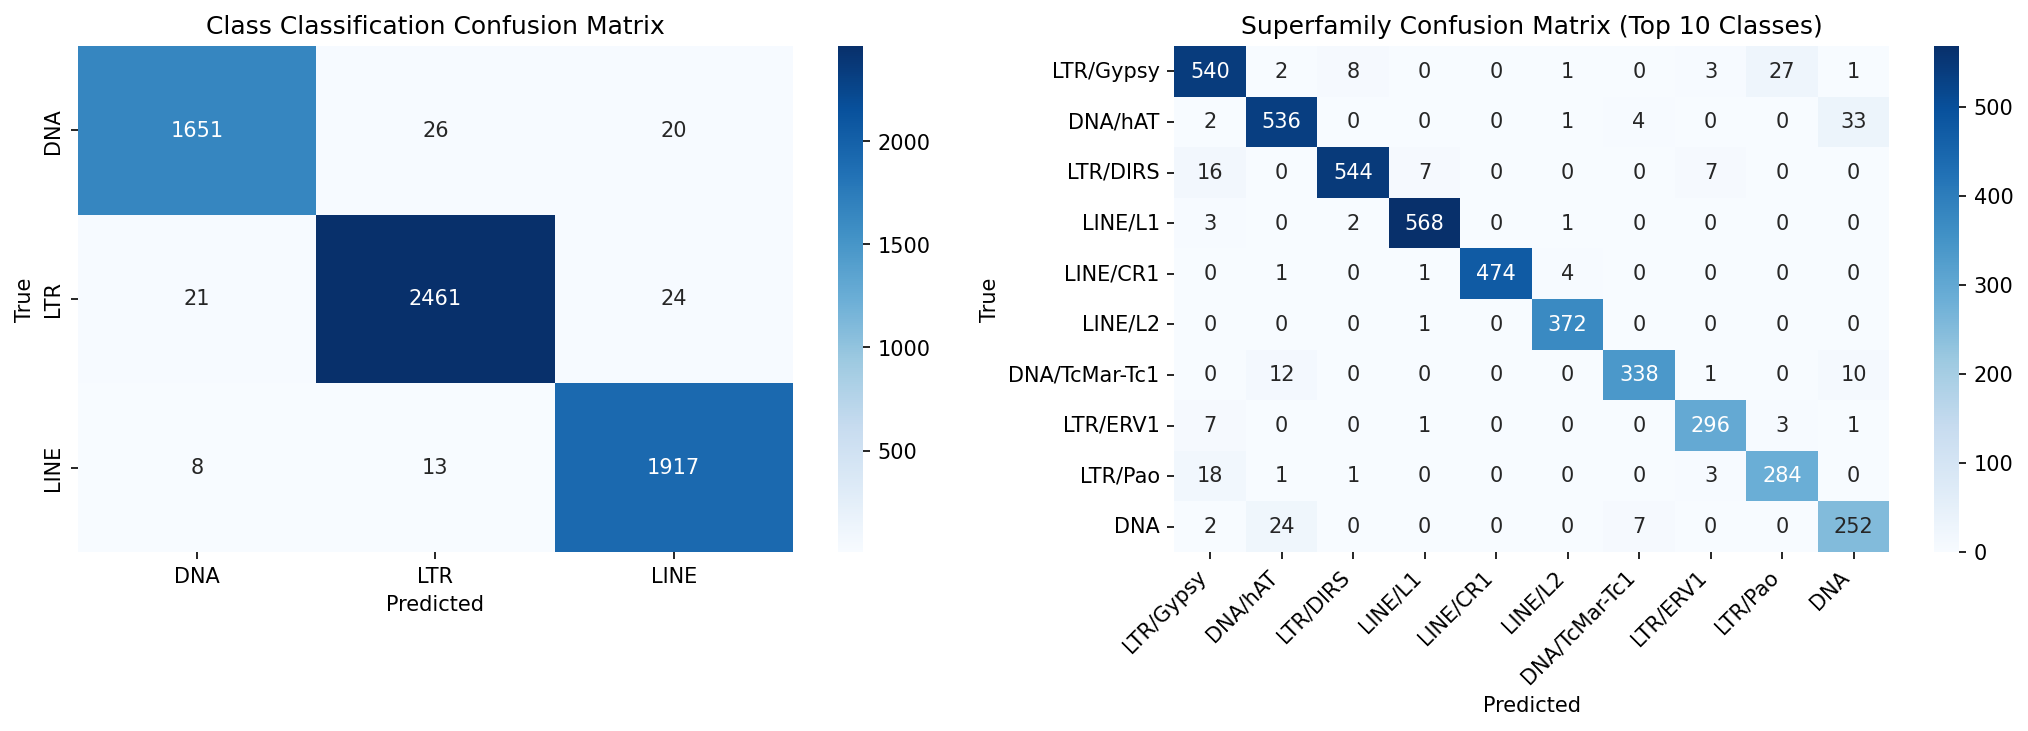 Class Classification Confusion Matrix
True
DNA
1651 26 20
LTR
21 2461 24
LINE
8 13 1917
DNA LTR LINE
Predicted
2000
1500
1000
500
Superfamily Confusion Matrix (Top 10 Classes)
True
LTR/Gypsy 540 2 8 0 0 1 0 3 27 1
DNA/hAT 2 536 0 0 0 1 4 0 0 33
LTR/DIRS 16 0 544 7 0 0 0 7 0 0
LINE/L1 3 0 2 568 0 1 0 0 0 0
LINE/CR1 0 1 0 1 474 4 0 0 0 0
LINE/L2 0 0 0 1 0 372 0 0 0 0
DNA/TcMar-Tc1 0 12 0 0 0 0 338 1 0 10
LTR/ERV1 7 0 0 1 0 0 0 296 3 1
LTR/Pao 18 1 1 0 0 0 0 3 284 0
DNA 2 24 0 0 0 0 7 0 0 252
LTR/Gypsy DNA/hAT LTR/DIRS LINE/L1 LINE/CR1 LINE/L2 DNA/TcMar-Tc1 LTR/ERV1 LTR/Pao DNA
Predicted
500
400
300
200
100
0